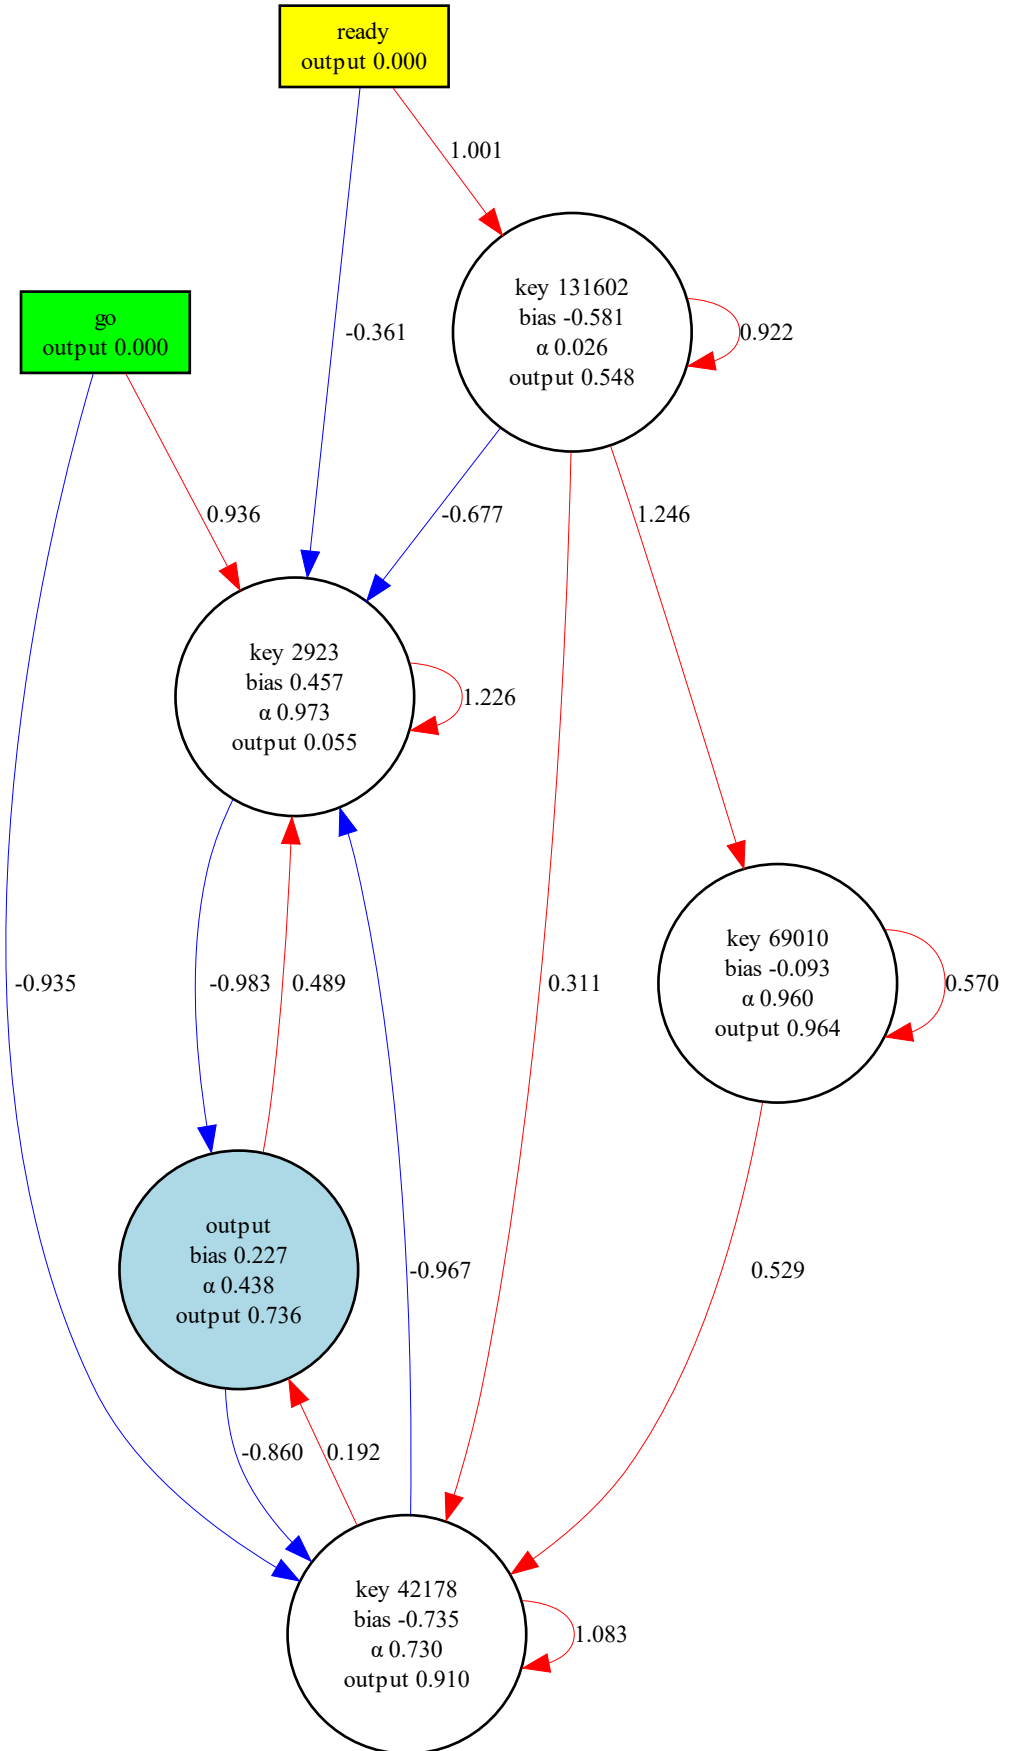 ready
output 0.000
1.001
go
output 0.000
-0.361
key 131602
bias -0.581
α 0.026
output 0.548
0.922
0.936
-0.677
1.246
key 2923
bias 0.457
α 0.973
output 0.055
1.226
-0.935
-0.983
0.489
0.311
key 69010
bias -0.093
α 0.960
output 0.964
0.570
output
bias 0.227
α 0.438
output 0.736
-0.967
0.529
-0.860
0.192
key 42178
bias -0.735
α 0.730
output 0.910
1.083